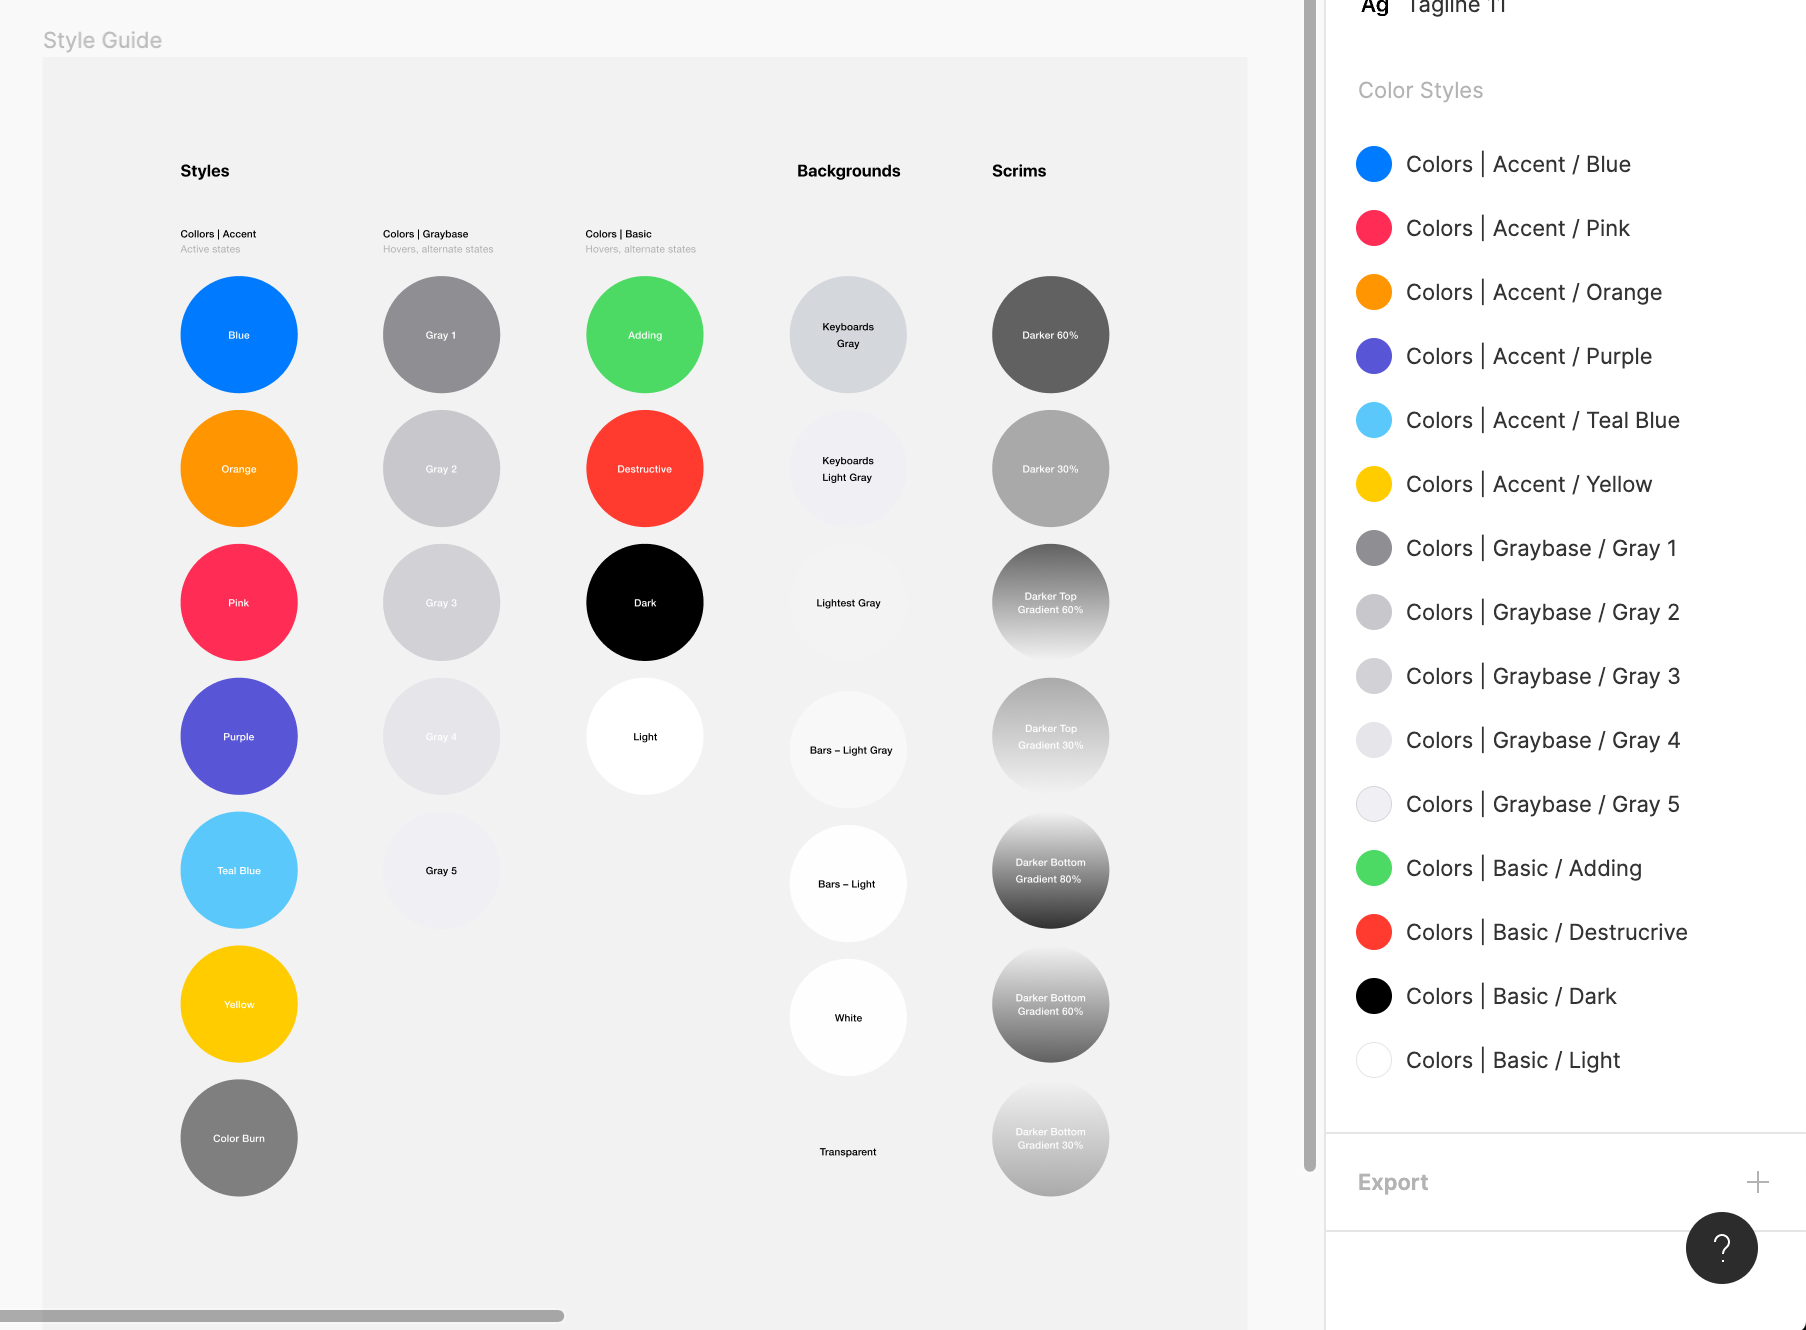 Style Guide
Styles
Backgrounds
Scrims
Collors | Accent
Active states
Colors | Graybase
Hovers, alternate states
Colors | Basic
Hovers, alternate states
Blue
Orange
Pink
Purple
Teal Blue
Yellow
Color Burn
Gray 1
Gray 2
Gray 3
Gray 4
Gray 5
Adding
Destructive
Dark
Light
Keyboards
Gray
Keyboards
Light Gray
Lightest Gray
Bars – Light Gray
Bars – Light
White
Transparent
Darker 60%
Darker 30%
Darker Top
Gradient 60%
Darker Top
Gradient 30%
Darker Bottom
Gradient 80%
Darker Bottom
Gradient 60%
Darker Bottom
Gradient 30%
Ag Tagline 11
Color Styles
Colors | Accent / Blue
Colors | Accent / Pink
Colors | Accent / Orange
Colors | Accent / Purple
Colors | Accent / Teal Blue
Colors | Accent / Yellow
Colors | Graybase / Gray 1
Colors | Graybase / Gray 2
Colors | Graybase / Gray 3
Colors | Graybase / Gray 4
Colors | Graybase / Gray 5
Colors | Basic / Adding
Colors | Basic / Destrucrive
Colors | Basic / Dark
Colors | Basic / Light
Export
?